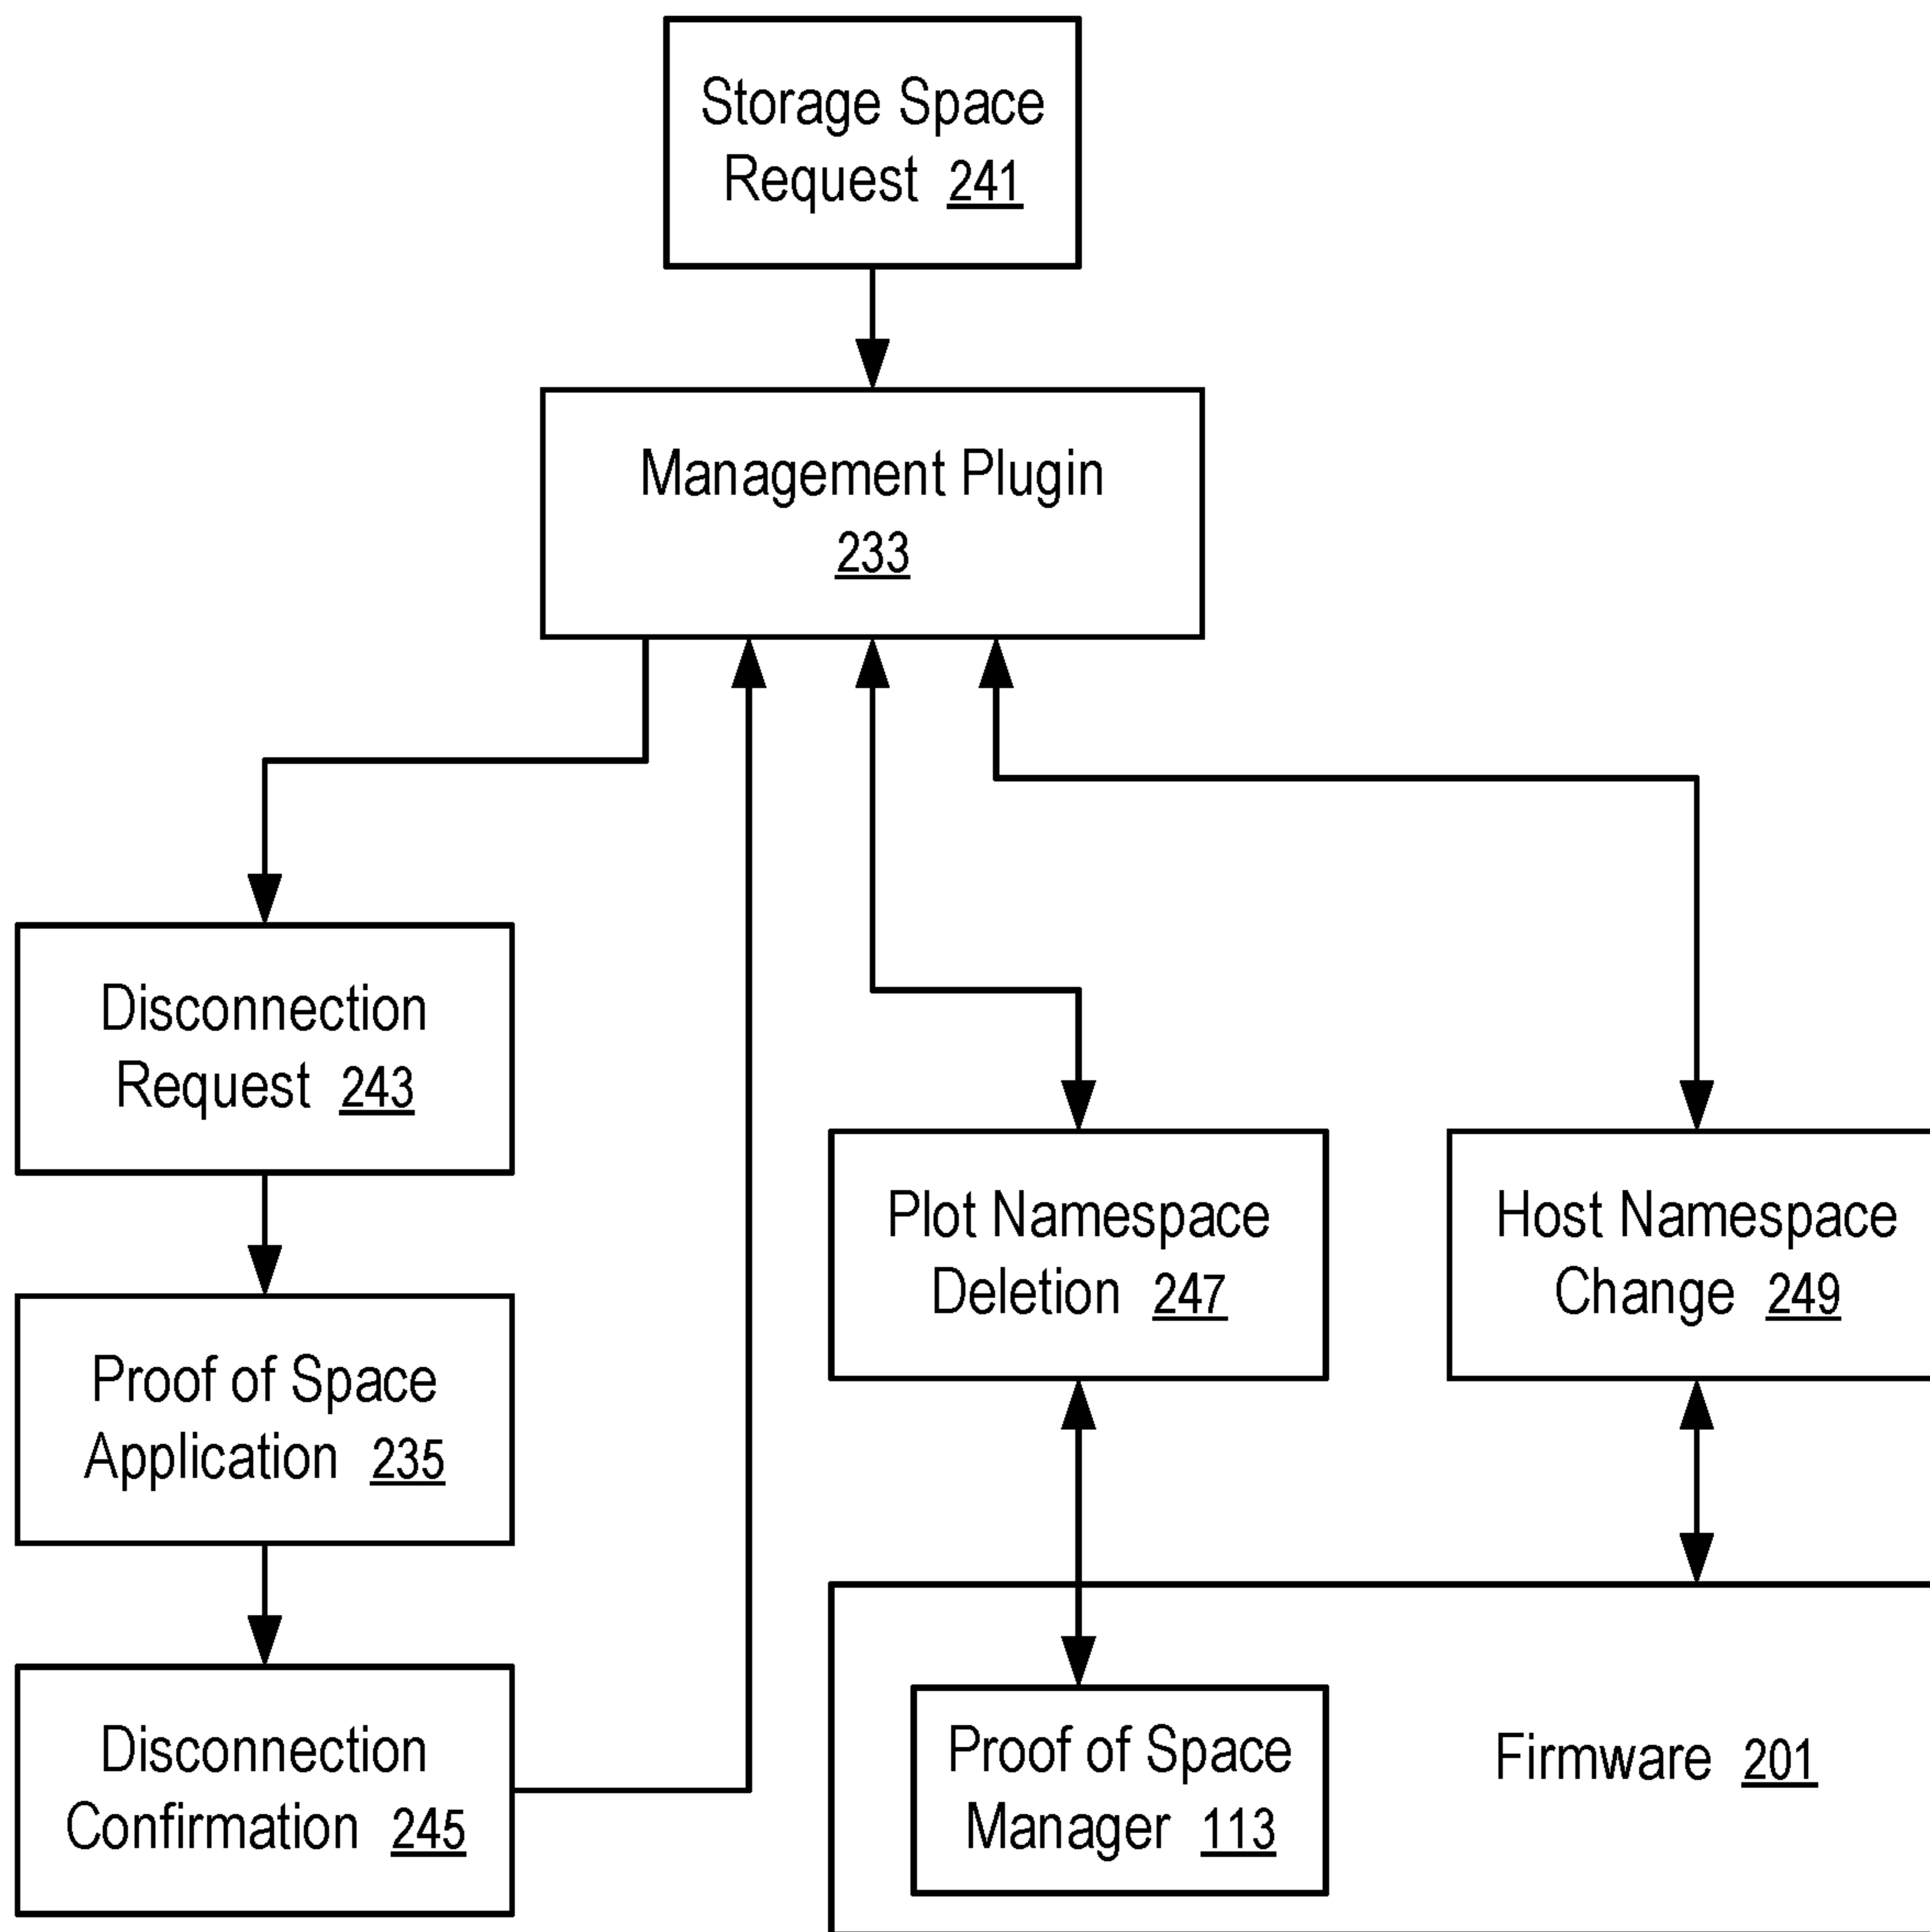 Storage Space
Request 241
Management Plugin
233
Disconnection
Request 243
Proof of Space
Application 235
Disconnection
Confirmation 245
Plot Namespace
Deletion 247
Host Namespace
Change 249
Proof of Space
Manager 113
Firmware 201